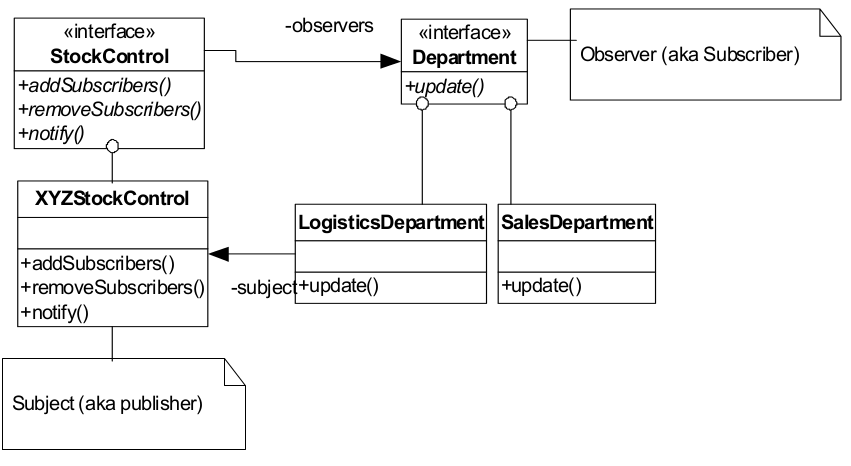 «interface»
StockControl
+addSubscribers()
+removeSubscribers()
+notify()
-observers
«interface»
Department
+update()
Observer (aka Subscriber)
XYZStockControl
+addSubscribers()
+removeSubscribers()
+notify()
-subject
LogisticsDepartment
+update()
SalesDepartment
+update()
Subject (aka publisher)